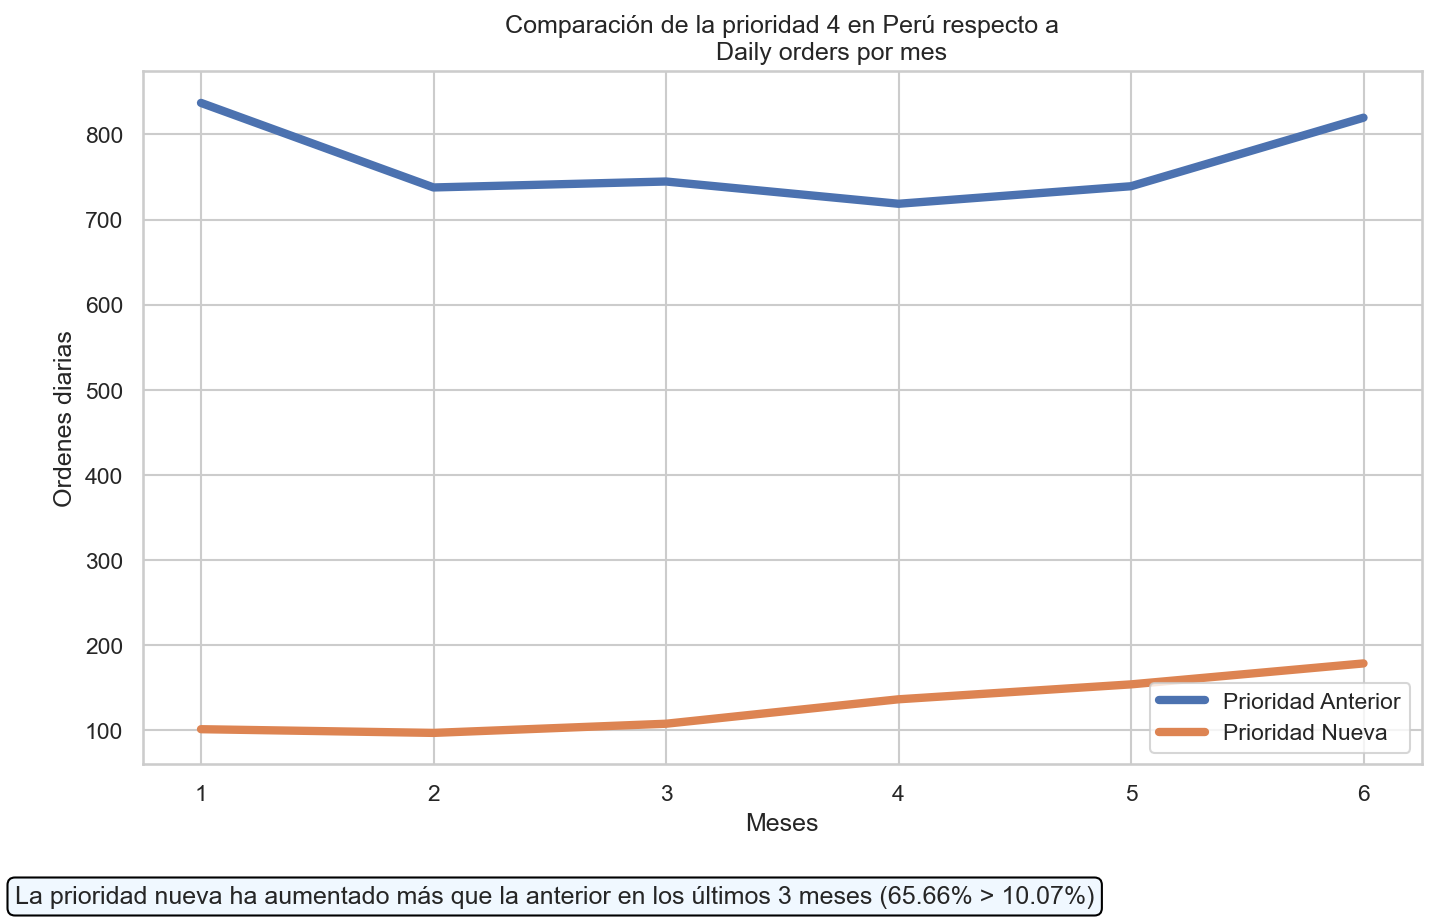 Comparación de la prioridad 4 en Perú respecto a
Daily orders por mes
Ordenes diarias
800
700
600
500
400
300
200
100
1 2 3 4 5 6
Meses
Prioridad Anterior
Prioridad Nueva
La prioridad nueva ha aumentado más que la anterior en los últimos 3 meses (65.66% > 10.07%)